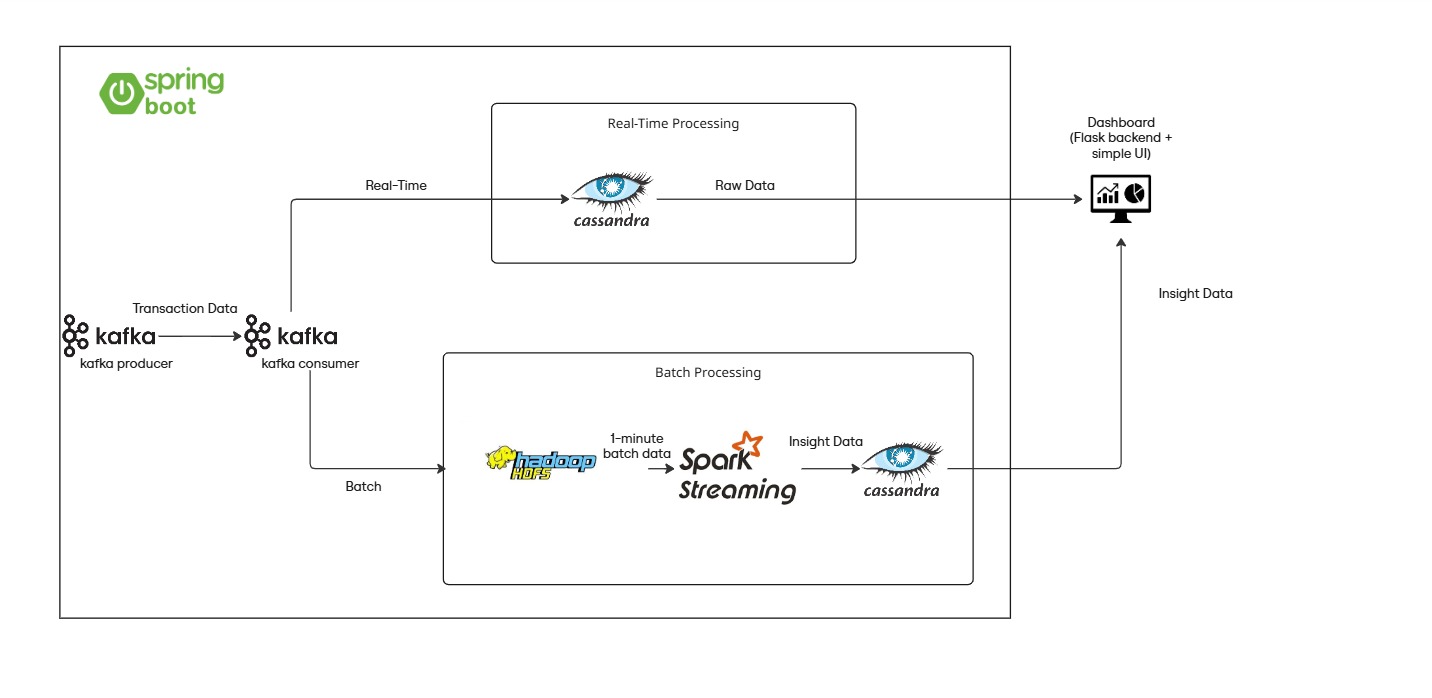 spring
boot
Real-Time Processing
Dashboard
(Flask backend +
simple UI)
Real-Time
Raw Data
cassandra
Transaction Data
Insight Data
kafka
kafka
kafka producer
kafka consumer
Batch Processing
1-minute
batch data
Insight Data
hadoop
HDFS
Spark
Streaming
cassandra
Batch